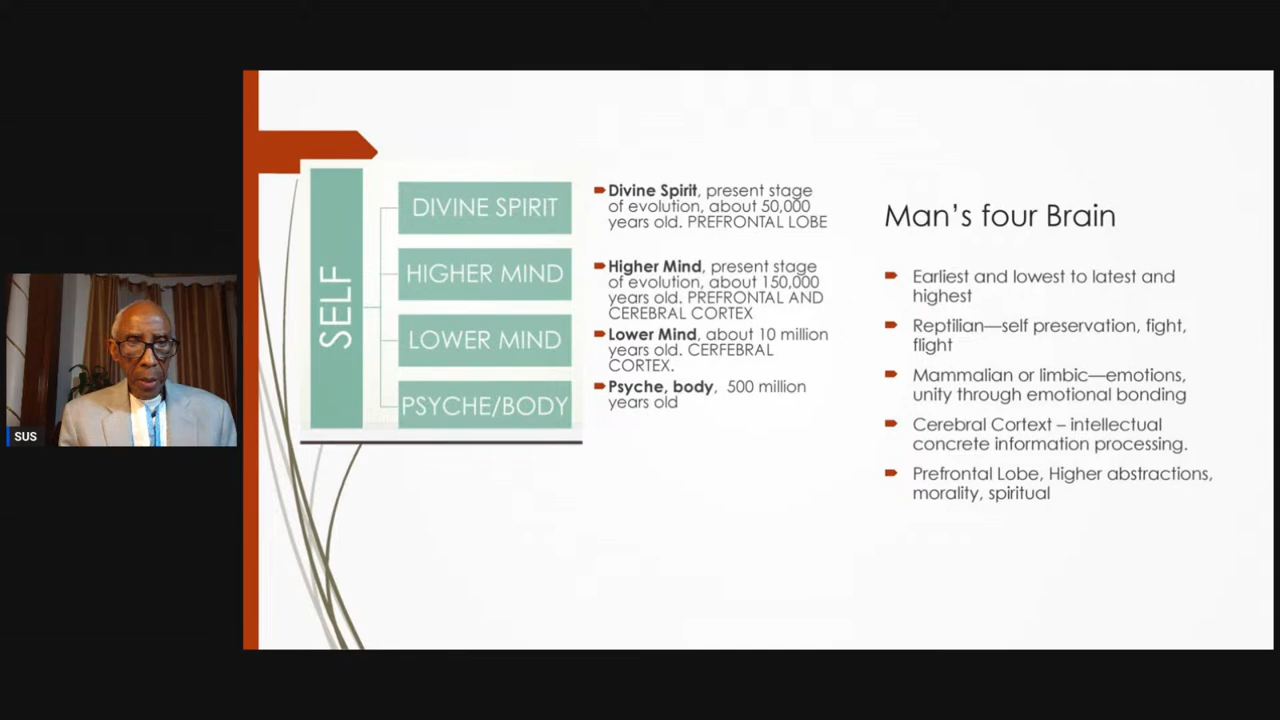 SUS
SELF
DIVINE SPIRIT
HIGHER MIND
LOWER MIND
PSYCHE/BODY
Divine Spirit, present stage
of evolution, about 50,000
years old. PREFRONTAL LOBE
Higher Mind, present stage
of evolution, about 150,000
years old. PREFRONTAL AND
CEREBRAL CORTEX
Lower Mind, about 10 million
years old. CERFEBRAL
CORTEX.
Psyche, body, 500 million
years old
Man's four Brain
Earliest and lowest to latest and
highest
Reptilian—self preservation, fight,
flight
Mammalian or limbic—emotions,
unity through emotional bonding
Cerebral Cortex – intellectual
concrete information processing.
Prefrontal Lobe, Higher abstractions,
morality, spiritual